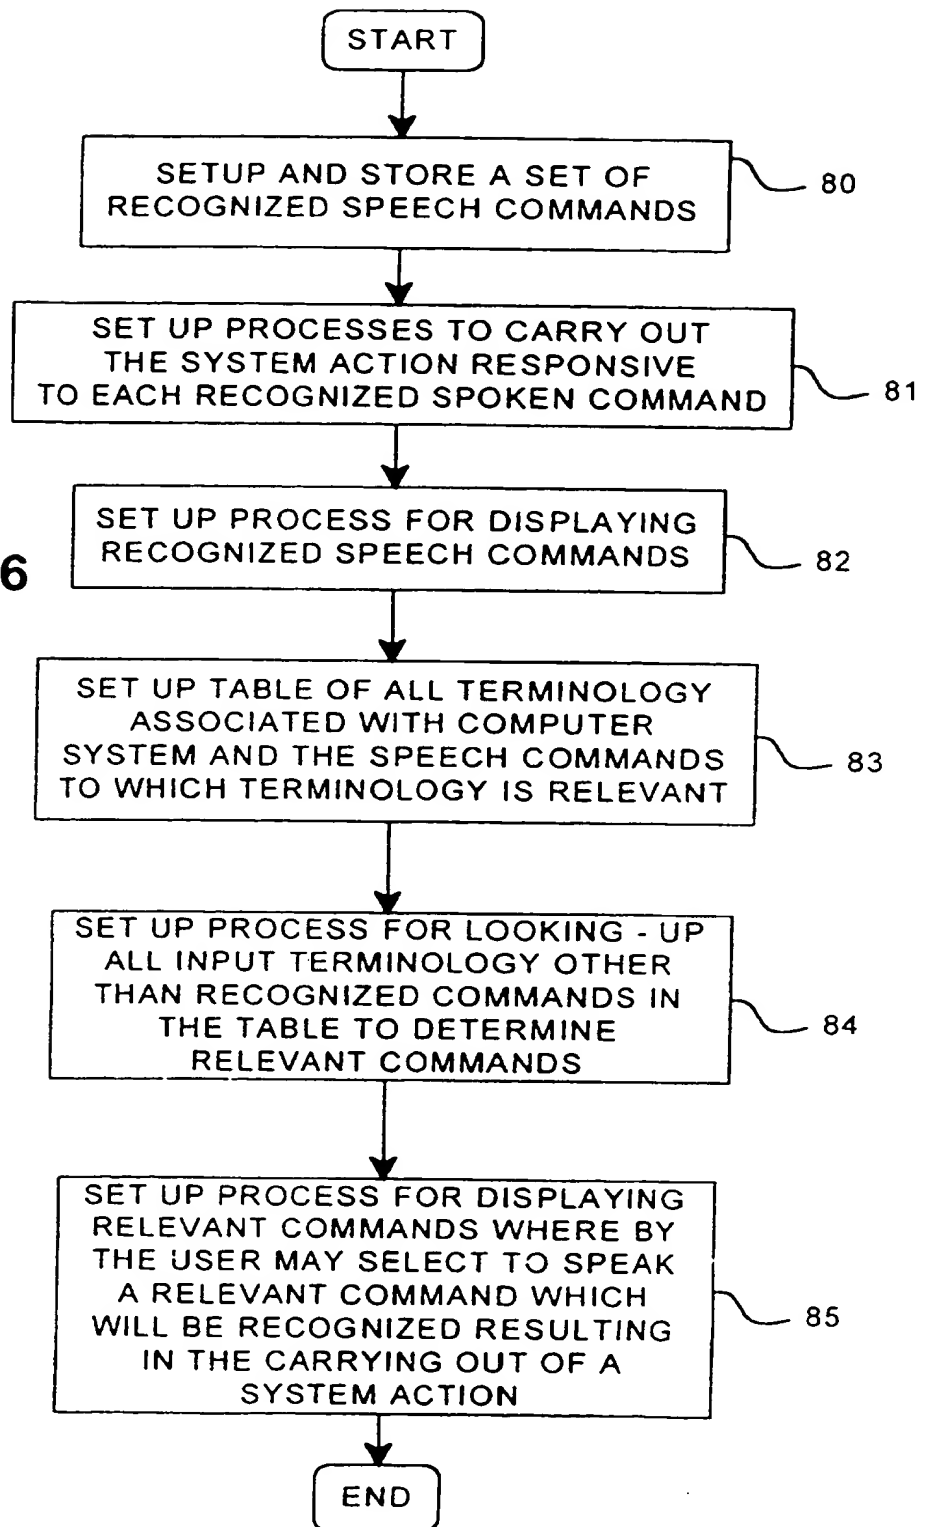 START
SETUP AND STORE A SET OF
RECOGNIZED SPEECH COMMANDS
80
SET UP PROCESSES TO CARRY OUT
THE SYSTEM ACTION RESPONSIVE
TO EACH RECOGNIZED SPOKEN COMMAND
81
SET UP PROCESS FOR DISPLAYING
RECOGNIZED SPEECH COMMANDS
82
6
SET UP TABLE OF ALL TERMINOLOGY
ASSOCIATED WITH COMPUTER
SYSTEM AND THE SPEECH COMMANDS
TO WHICH TERMINOLOGY IS RELEVANT
83
SET UP PROCESS FOR LOOKING - UP
ALL INPUT TERMINOLOGY OTHER
THAN RECOGNIZED COMMANDS IN
THE TABLE TO DETERMINE
RELEVANT COMMANDS
84
SET UP PROCESS FOR DISPLAYING
RELEVANT COMMANDS WHERE BY
THE USER MAY SELECT TO SPEAK
A RELEVANT COMMAND WHICH
WILL BE RECOGNIZED RESULTING
IN THE CARRYING OUT OF A
SYSTEM ACTION
85
END